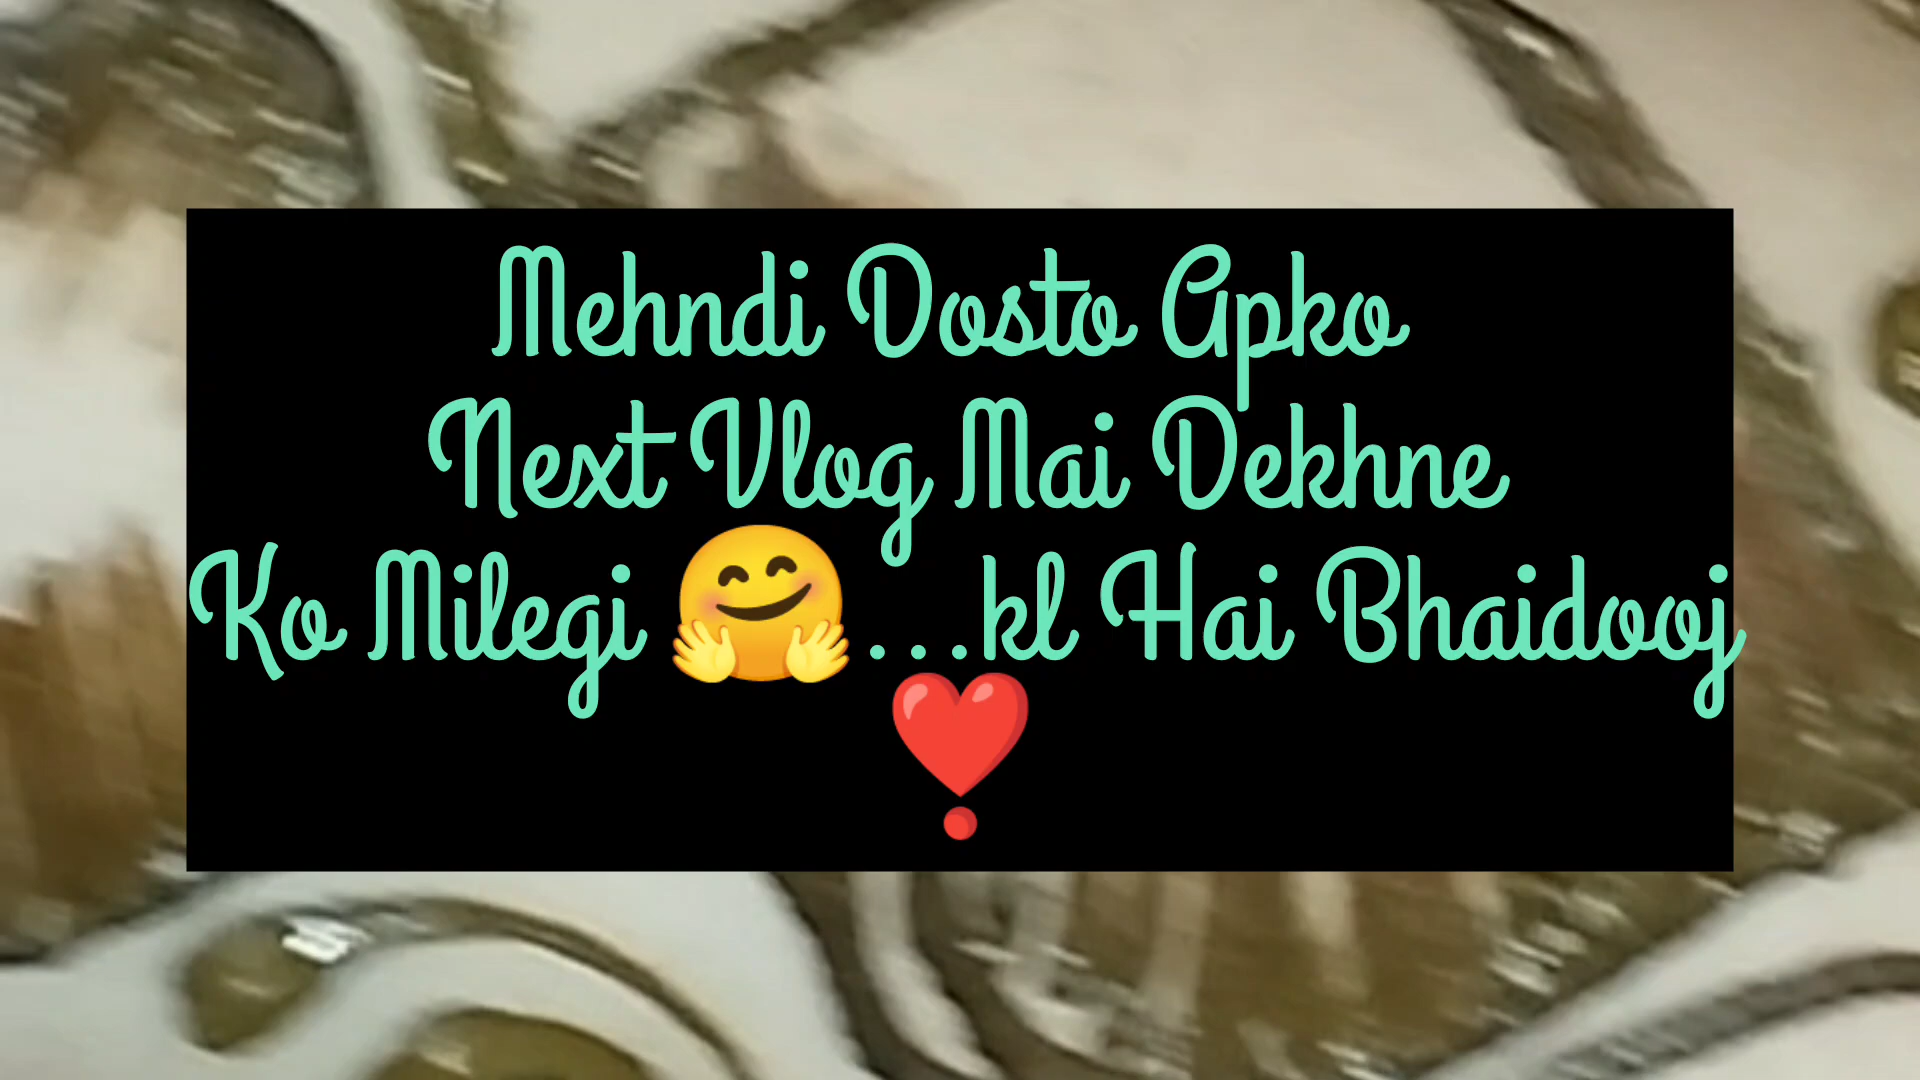 Mehndi Dosto Apko
Next Vlog Mai Dekhne
Ko Milegi 🤗...kl Hai Bhaidooj
❣️